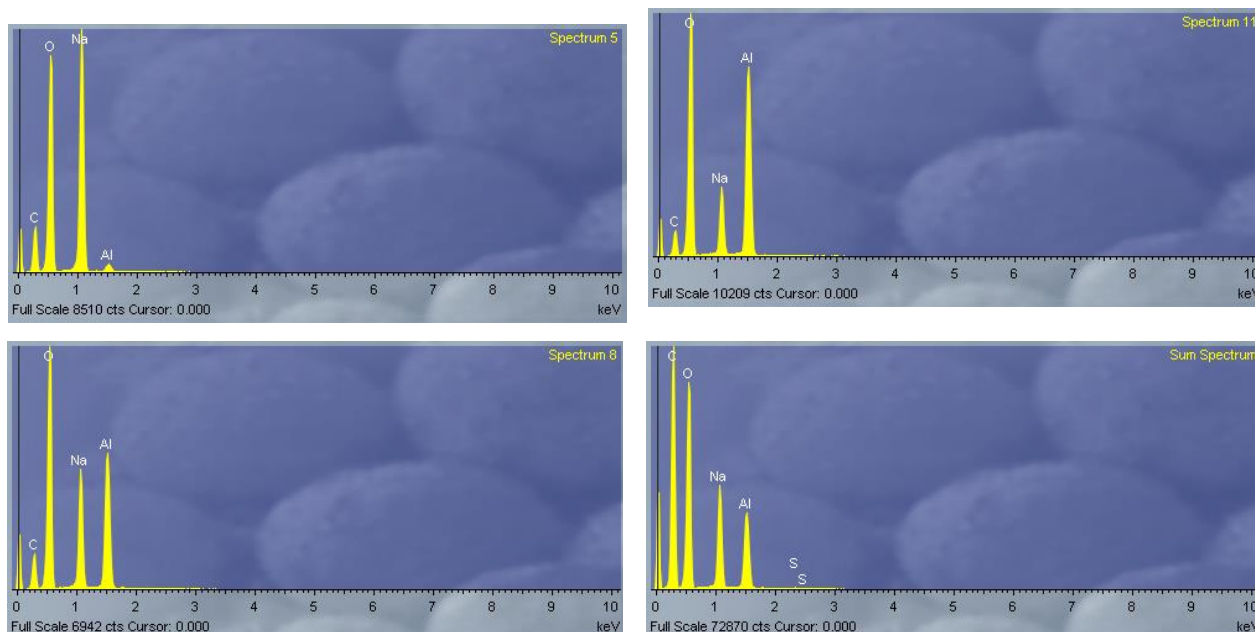 Spectrum 5
O
Na
C
Al
0 1 2 3 4 5 6 7 8 9 10
Full Scale 8510 cts Cursor: 0.000
keV
Spectrum 11
O
Al
Na
C
0 1 2 3 4 5 6 7 8 9 10
Full Scale 10209 cts Cursor: 0.000
Spectrum 8
O
Al
Na
C
0 1 2 3 4 5 6 7 8 9 10
Full Scale 6942 cts Cursor: 0.000
keV
Sum Spectrum
C
O
Na
Al
S
S
0 1 2 3 4 5 6 7 8 9 10
Full Scale 72870 cts Cursor: 0.000